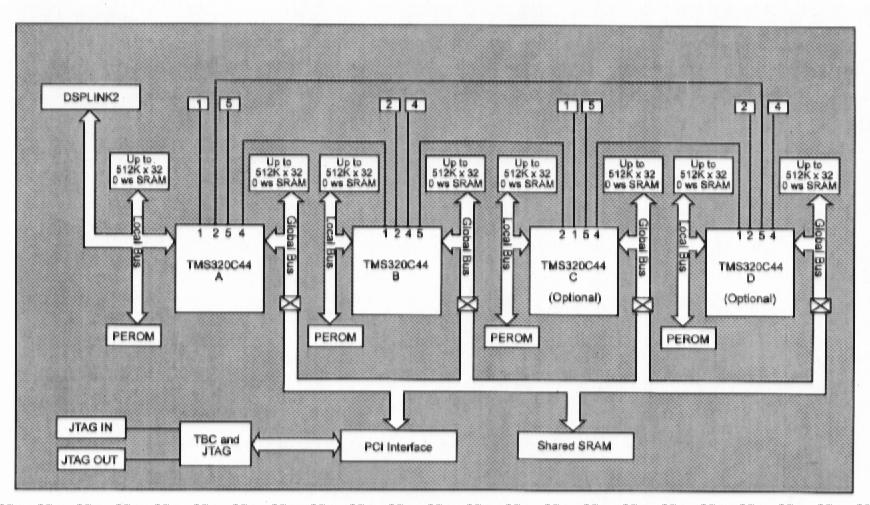 DSPLINK2
1
5
2
4
1
5
2
4
Up to
512K x 32
0 ws SRAM
Up to
512K x 32
0 ws SRAM
Up to
512K x 32
0 ws SRAM
Up to
512K x 32
0 ws SRAM
Up to
512K x 32
0 ws SRAM
Up to
512K x 32
0 ws SRAM
Up to
512K x 32
0 ws SRAM
Up to
512K x 32
0 ws SRAM
Local Bus
1 2 5 4
TMS320C44
A
Global Bus
Local Bus
1 2 4 5
TMS320C44
B
Global Bus
Local Bus
2 1 5 4
TMS320C44
C
(Optional)
Global Bus
Local Bus
1 2 5 4
TMS320C44
D
(Optional)
Global Bus
PEROM
PEROM
PEROM
PEROM
JTAG IN
JTAG OUT
TBC and
JTAG
PCI Interface
Shared SRAM